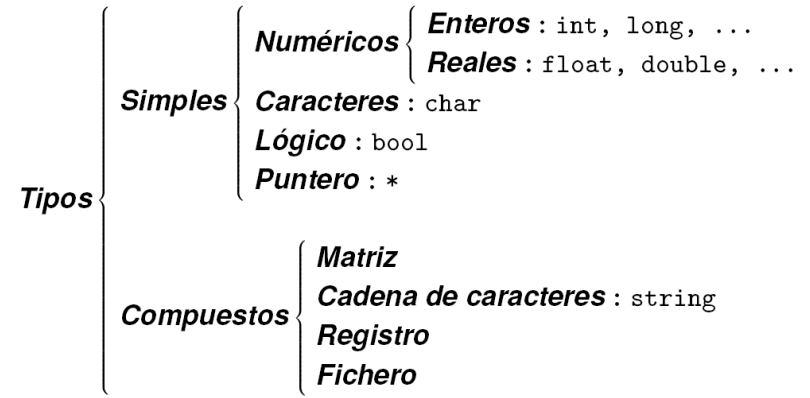 Tipos
Simples
Numéricos
Enteros : int, long, ...
Reales : float, double, ...
Caracteres : char
Lógico : bool
Puntero : *
Compuestos
Matriz
Cadena de caracteres : string
Registro
Fichero